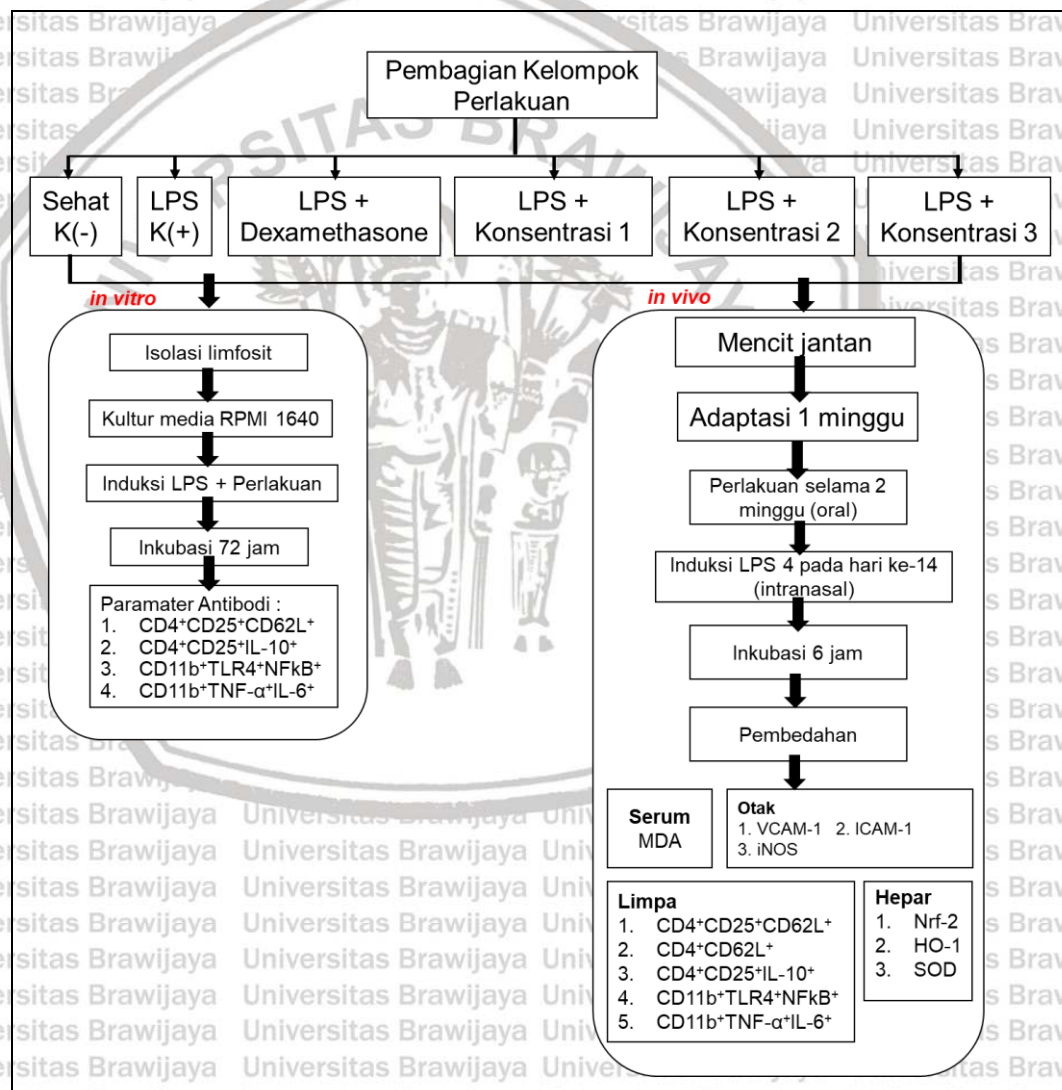 Pembagian Kelompok
Perlakuan
Sehat
K(-)
LPS
K(+)
LPS +
Dexamethasone
LPS +
Konsentrasi 1
LPS +
Konsentrasi 2
LPS +
Konsentrasi 3
in vitro
Isolasi limfosit
Kultur media RPMI 1640
Induksi LPS + Perlakuan
Inkubasi 72 jam
Paramater Antibodi :
1. CD4⁺CD25⁺CD62L⁺
2. CD4⁺CD25⁺IL-10⁺
3. CD11b⁺TLR4⁺NFkB⁺
4. CD11b⁺TNF-α⁺IL-6⁺
in vivo
Mencit jantan
Adaptasi 1 minggu
Perlakuan selama 2
minggu (oral)
Induksi LPS 4 pada hari ke-14
(intranasal)
Inkubasi 6 jam
Pembedahan
Serum
MDA
Otak
1. VCAM-1 2. ICAM-1
3. iNOS
Limpa
1. CD4⁺CD25⁺CD62L⁺
2. CD4⁺CD62L⁺
3. CD4⁺CD25⁺IL-10⁺
4. CD11b⁺TLR4⁺NFkB⁺
5. CD11b⁺TNF-α⁺IL-6⁺
Hepar
1. Nrf-2
2. HO-1
3. SOD
UNIVERSITAS BRAWIJAYA
Universitas Brawijaya